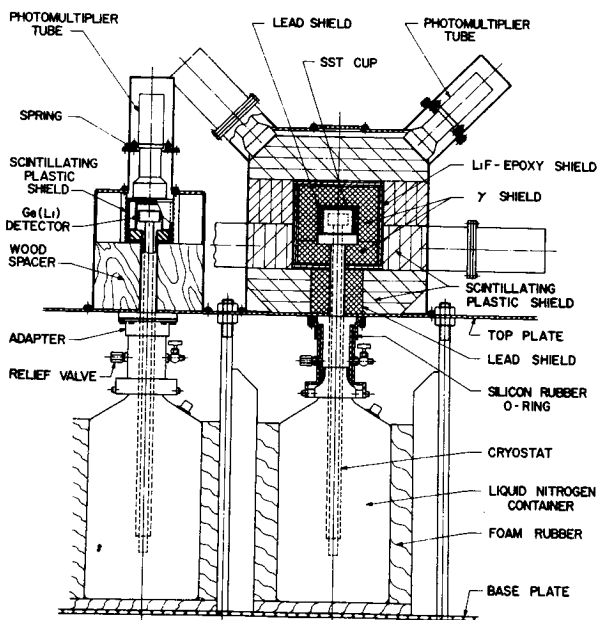 PHOTOMULTIPLIER
TUBE
SPRING
SCINTILLATING
PLASTIC
SHIELD
Ge(Li)
DETECTOR
WOOD
SPACER
ADAPTER
RELIEF VALVE
LEAD SHIELD
SST CUP
PHOTOMULTIPLIER
TUBE
LiF-EPOXY SHIELD
γ SHIELD
SCINTILLATING
PLASTIC SHIELD
TOP PLATE
LEAD SHIELD
SILICON RUBBER
O-RING
CRYOSTAT
LIQUID NITROGEN
CONTAINER
FOAM RUBBER
BASE PLATE